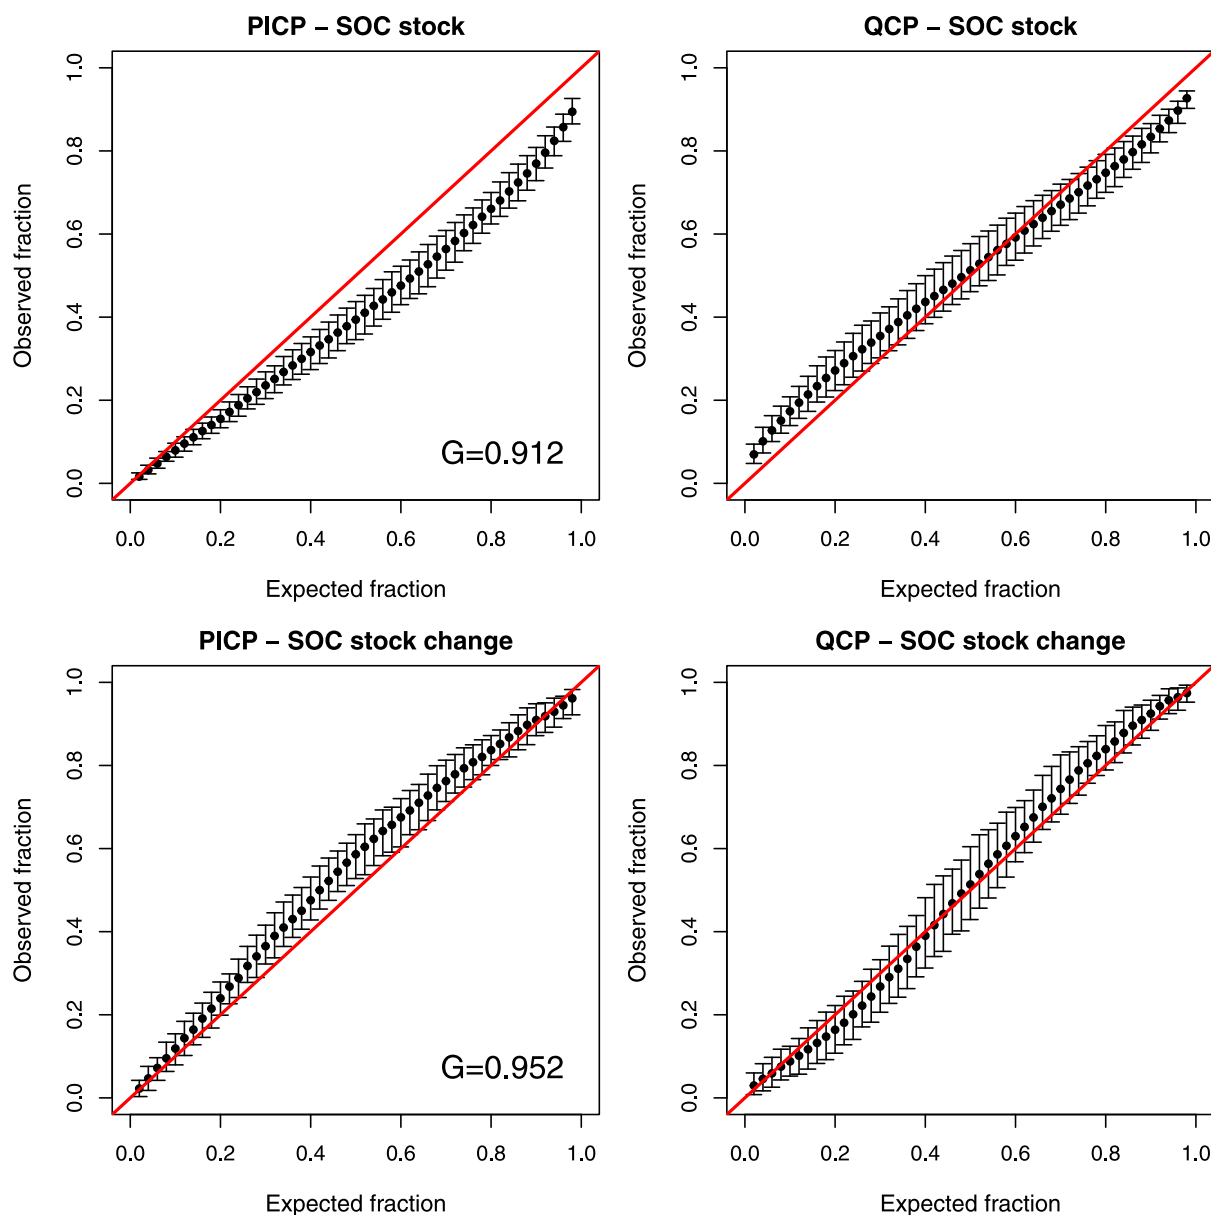 PICP – SOC stock
Observed fraction
1.0
0.8
0.6
0.4
0.2
0.0
G=0.912
0.0 0.2 0.4 0.6 0.8 1.0
Expected fraction
QCP – SOC stock
Observed fraction
1.0
0.8
0.6
0.4
0.2
0.0
0.0 0.2 0.4 0.6 0.8 1.0
Expected fraction
PICP – SOC stock change
Observed fraction
1.0
0.8
0.6
0.4
0.2
0.0
G=0.952
0.0 0.2 0.4 0.6 0.8 1.0
Expected fraction
QCP – SOC stock change
Observed fraction
1.0
0.8
0.6
0.4
0.2
0.0
0.0 0.2 0.4 0.6 0.8 1.0
Expected fraction